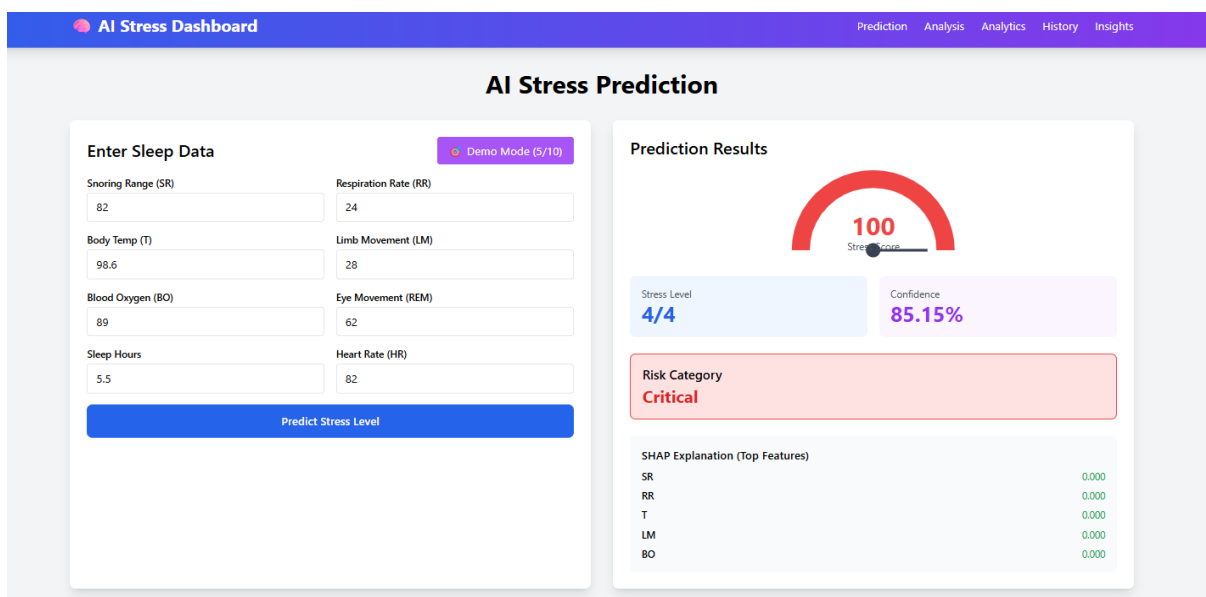 AI Stress Dashboard
Prediction Analysis Analytics History Insights
AI Stress Prediction
Enter Sleep Data
Demo Mode (5/10)
Snoring Range (SR)
82
Respiration Rate (RR)
24
Body Temp (T)
98.6
Limb Movement (LM)
28
Blood Oxygen (BO)
89
Eye Movement (REM)
62
Sleep Hours
5.5
Heart Rate (HR)
82
Predict Stress Level
Prediction Results
100
Stress Score
Stress Level
4/4
Confidence
85.15%
Risk Category
Critical
SHAP Explanation (Top Features)
SR 0.000
RR 0.000
T 0.000
LM 0.000
BO 0.000